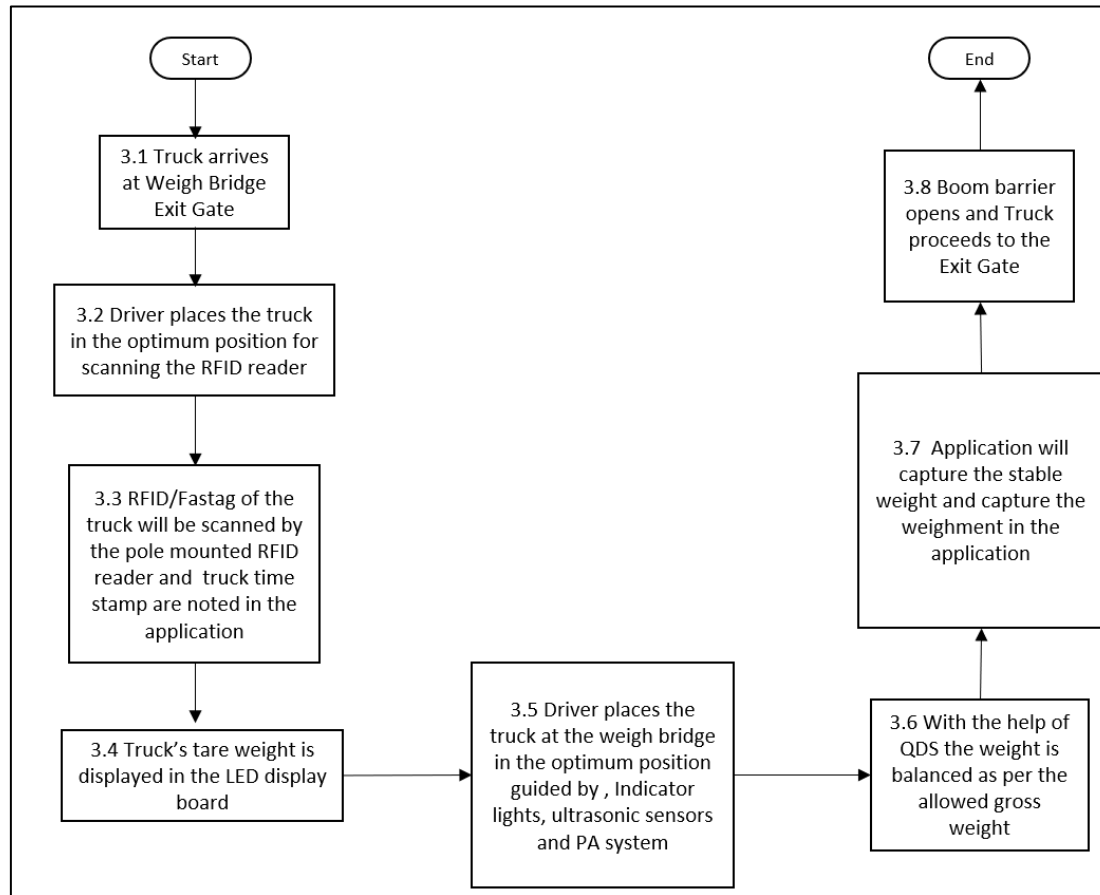 Start
3.1 Truck arrives
at Weigh Bridge
Exit Gate
3.2 Driver places the truck
in the optimum position for
scanning the RFID reader
3.3 RFID/Fastag of the
truck will be scanned by
the pole mounted RFID
reader and  truck time
stamp are noted in the
application
3.4 Truck's tare weight is
displayed in the LED display
board
3.5 Driver places the
truck at the weigh bridge
in the optimum position
guided by , Indicator
lights, ultrasonic sensors
and PA system
3.6 With the help of
QDS the weight is
balanced as per the
allowed gross
weight
3.7  Application will
capture the stable
weight and capture the
weighment in the
application
3.8 Boom barrier
opens and Truck
proceeds to the
Exit Gate
End